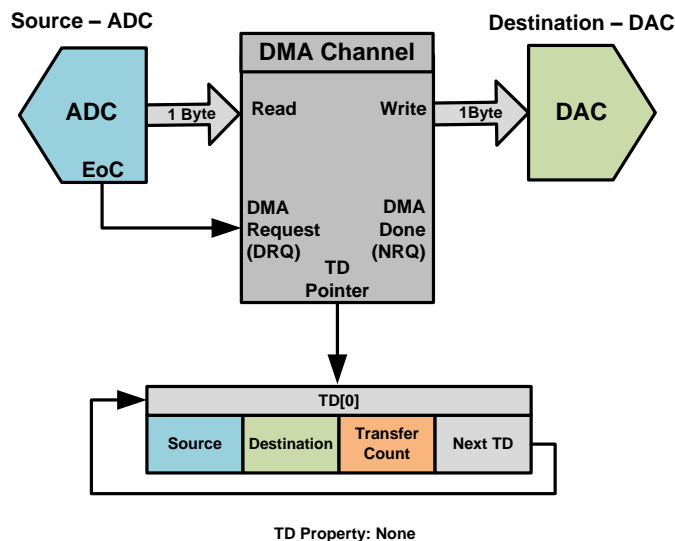 Source – ADC
Destination – DAC
DMA Channel
ADC
1 Byte
Read
Write
1Byte
DAC
EoC
DMA
Request
(DRQ)
DMA
Done
(NRQ)
TD
Pointer
TD[0]
Source
Destination
Transfer
Count
Next TD
TD Property: None